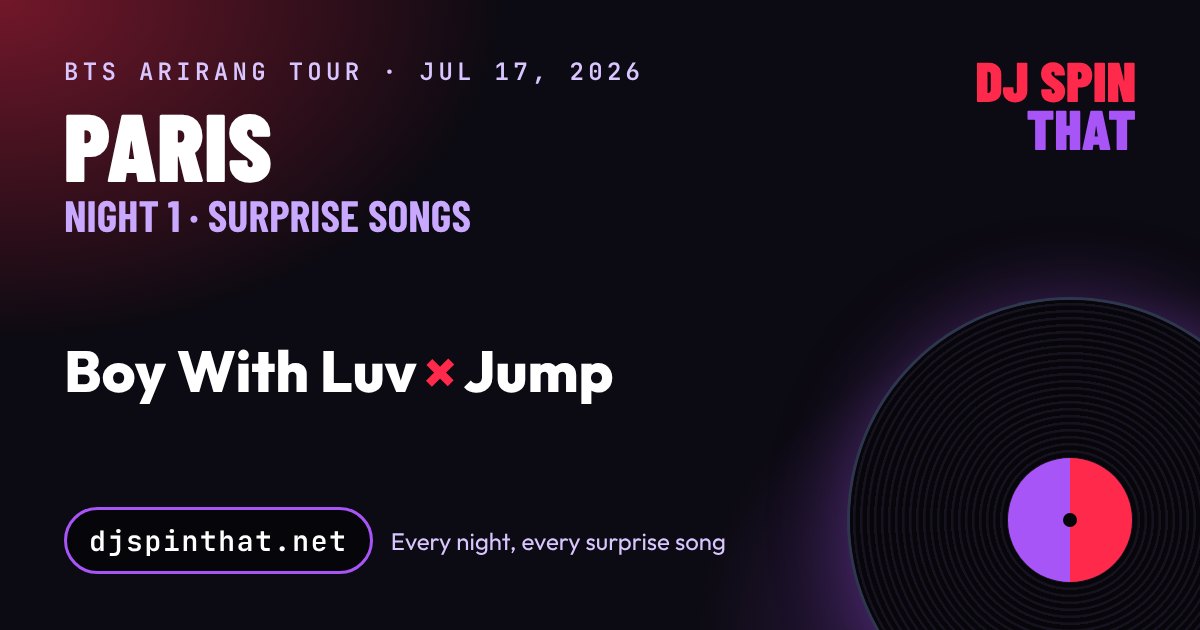 BTS ARIRANG TOUR · JUL 17, 2026
PARIS
NIGHT 1 · SURPRISE SONGS
DJ SPIN
THAT
Boy With Luv × Jump
djspinthat.net
Every night, every surprise song